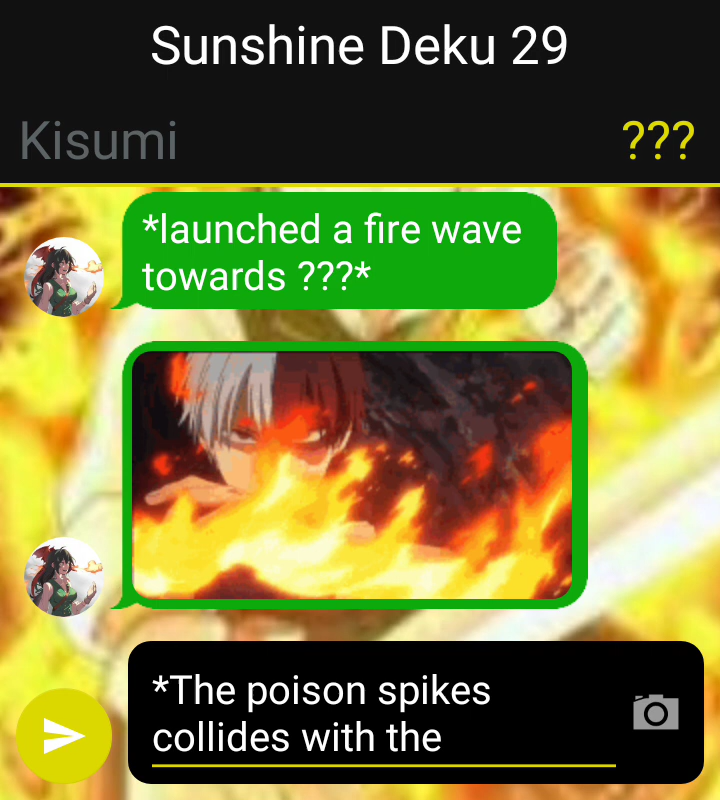 Sunshine Deku 29
Kisumi
???
*launched a fire wave
towards ???*
*The poison spikes
collides with the